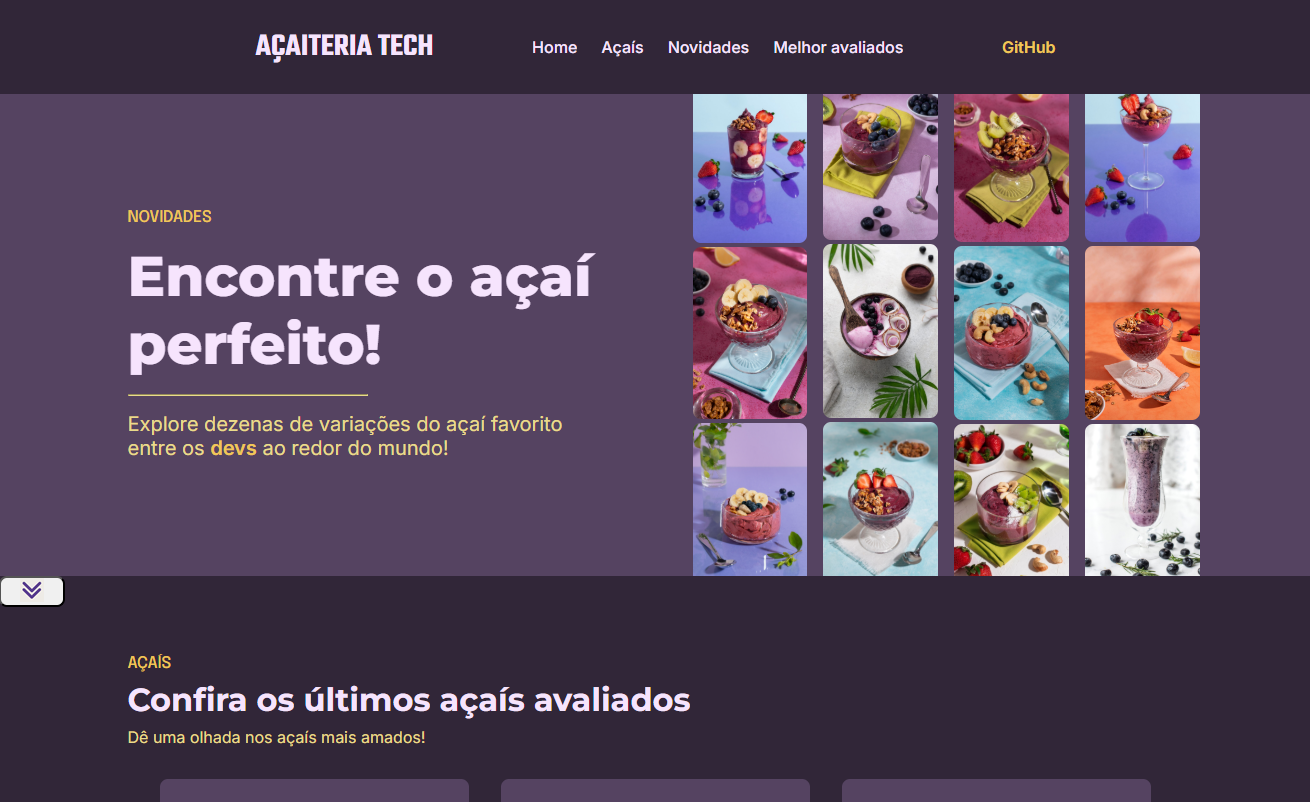 AÇAITERIA TECH
Home Açaís Novidades Melhor avaliados GitHub
NOVIDADES
Encontre o açaí
perfeito!
Explore dezenas de variações do açaí favorito
entre os devs ao redor do mundo!
AÇAÍS
Confira os últimos açaís avaliados
Dê uma olhada nos açaís mais amados!